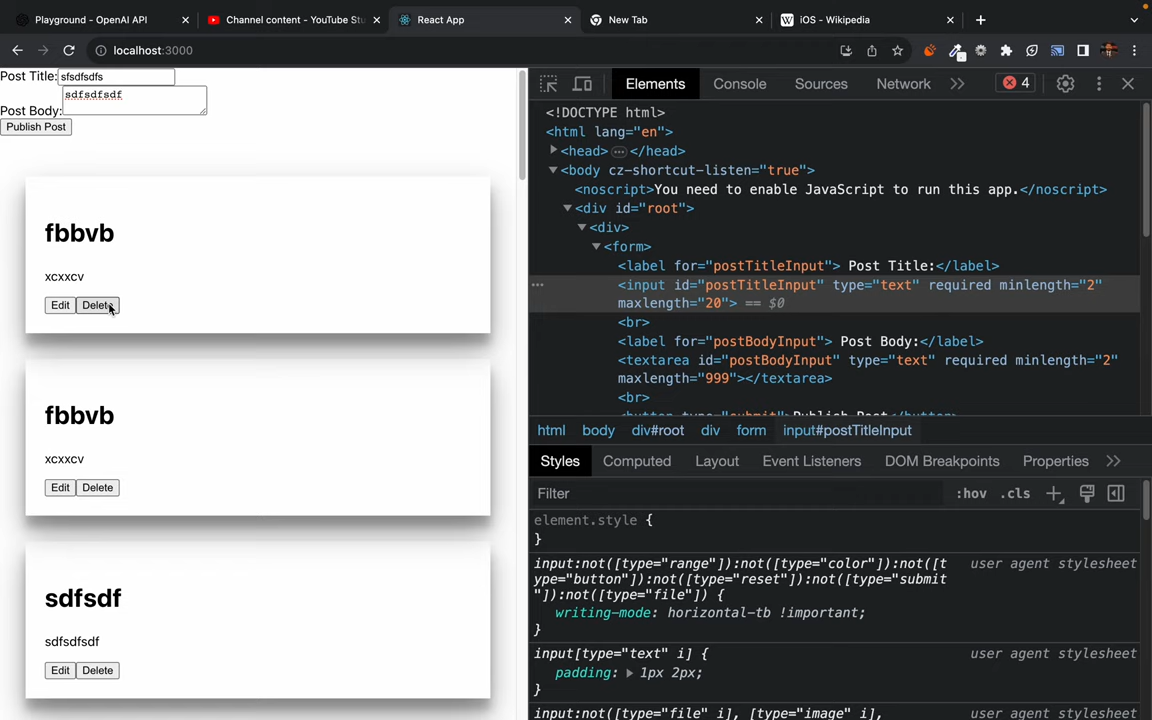 Playground - OpenAI API
Channel content - YouTube Stu
React App
New Tab
iOS - Wikipedia
localhost:3000
Post Title:
sfsdfsdfs
sdfsdfsdf
Post Body:
Publish Post
fbbvb
xcxxcv
Edit
Delete
fbbvb
xcxxcv
Edit
Delete
sdfsdf
sdfsdfsdf
Edit
Delete
Elements
Console
Sources
Network
4
<!DOCTYPE html>
<html lang="en">
<head> … </head>
<body cz-shortcut-listen="true">
<noscript>You need to enable JavaScript to run this app.</noscript>
<div id="root">
<div>
<form>
<label for="postTitleInput"> Post Title:</label>
<input id="postTitleInput" type="text" required minlength="2"
maxlength="20"> == $0
<br>
<label for="postBodyInput"> Post Body:</label>
<textarea id="postBodyInput" type="text" required minlength="2"
maxlength="999"></textarea>
<br>
<button type="submit">Publish Post</button>
html
body
div#root
div
form
input#postTitleInput
Styles
Computed
Layout
Event Listeners
DOM Breakpoints
Properties
Filter
:hov
.cls
element.style {
}
input:not([type="range"]):not([type="color"]):not([t
user agent stylesheet
ype="button"]):not([type="reset"]):not([type="submit
"]):not([type="file"]) {
writing-mode: horizontal-tb !important;
}
input[type="text" i] {
user agent stylesheet
padding: 1px 2px;
}
input:not([type="file" i], [type="image" i],
user agent stylesheet